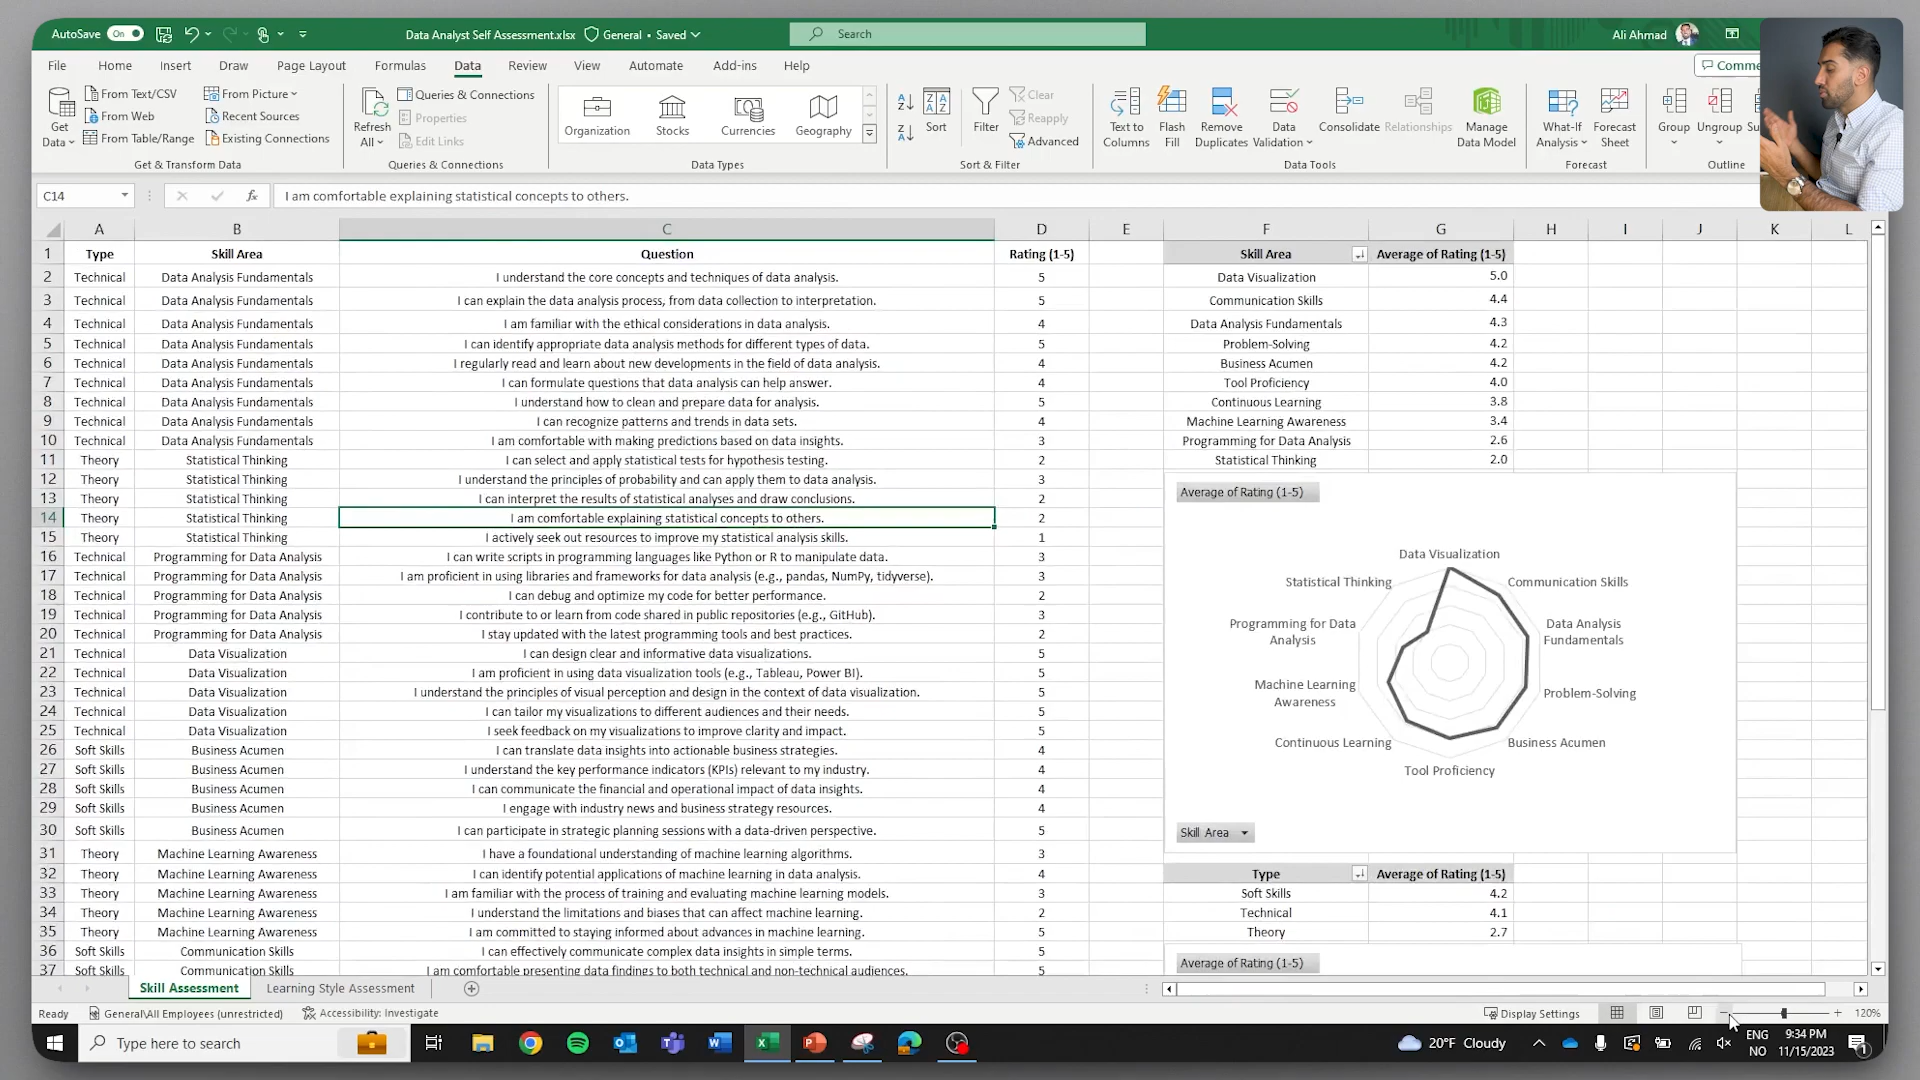 AutoSave On Data Analyst Self Assessment.xlsx General • Saved Search Ali Ahmad
File Home Insert Draw Page Layout Formulas Data Review View Automate Add-ins Help
Get Data From Text/CSV From Web From Table/Range From Picture Recent Sources Existing Connections
Get & Transform Data
Refresh All Queries & Connections Properties Edit Links
Queries & Connections
Organization Stocks Currencies Geography
Data Types
Sort Filter Clear Reapply Advanced
Sort & Filter
Text to Columns Flash Fill Remove Duplicates Data Validation Consolidate Relationships Manage Data Model
Data Tools
What-If Analysis Forecast Sheet
Forecast
Group Ungroup
Outline
C14 fx I am comfortable explaining statistical concepts to others.
A B C D E F G H I J K L
1 Type Skill Area Question Rating (1-5) Skill Area Average of Rating (1-5)
2 Technical Data Analysis Fundamentals I understand the core concepts and techniques of data analysis. 5 Data Visualization 5.0
3 Technical Data Analysis Fundamentals I can explain the data analysis process, from data collection to interpretation. 5 Communication Skills 4.4
4 Technical Data Analysis Fundamentals I am familiar with the ethical considerations in data analysis. 4 Data Analysis Fundamentals 4.3
5 Technical Data Analysis Fundamentals I can identify appropriate data analysis methods for different types of data. 5 Problem-Solving 4.2
6 Technical Data Analysis Fundamentals I regularly read and learn about new developments in the field of data analysis. 4 Business Acumen 4.2
7 Technical Data Analysis Fundamentals I can formulate questions that data analysis can help answer. 4 Tool Proficiency 4.0
8 Technical Data Analysis Fundamentals I understand how to clean and prepare data for analysis. 5 Continuous Learning 3.8
9 Technical Data Analysis Fundamentals I can recognize patterns and trends in data sets. 4 Machine Learning Awareness 3.4
10 Technical Data Analysis Fundamentals I am comfortable with making predictions based on data insights. 3 Programming for Data Analysis 2.6
11 Theory Statistical Thinking I can select and apply statistical tests for hypothesis testing. 2 Statistical Thinking 2.0
12 Theory Statistical Thinking I understand the principles of probability and can apply them to data analysis. 3
13 Theory Statistical Thinking I can interpret the results of statistical analyses and draw conclusions. 2
14 Theory Statistical Thinking I am comfortable explaining statistical concepts to others. 2
15 Theory Statistical Thinking I actively seek out resources to improve my statistical analysis skills. 1
16 Technical Programming for Data Analysis I can write scripts in programming languages like Python or R to manipulate data. 3
17 Technical Programming for Data Analysis I am proficient in using libraries and frameworks for data analysis (e.g., pandas, NumPy, tidyverse). 3
18 Technical Programming for Data Analysis I can debug and optimize my code for better performance. 2
19 Technical Programming for Data Analysis I contribute to or learn from code shared in public repositories (e.g., GitHub). 3
20 Technical Programming for Data Analysis I stay updated with the latest programming tools and best practices. 2
21 Technical Data Visualization I can design clear and informative data visualizations. 5
22 Technical Data Visualization I am proficient in using data visualization tools (e.g., Tableau, Power BI). 5
23 Technical Data Visualization I understand the principles of visual perception and design in the context of data visualization. 5
24 Technical Data Visualization I can tailor my visualizations to different audiences and their needs. 5
25 Technical Data Visualization I seek feedback on my visualizations to improve clarity and impact. 5
26 Soft Skills Business Acumen I can translate data insights into actionable business strategies. 4
27 Soft Skills Business Acumen I understand the key performance indicators (KPIs) relevant to my industry. 4
28 Soft Skills Business Acumen I can communicate the financial and operational impact of data insights. 4
29 Soft Skills Business Acumen I engage with industry news and business strategy resources. 4
30 Soft Skills Business Acumen I can participate in strategic planning sessions with a data-driven perspective. 5
31 Theory Machine Learning Awareness I have a foundational understanding of machine learning algorithms. 3
32 Theory Machine Learning Awareness I can identify potential applications of machine learning in data analysis. 4
33 Theory Machine Learning Awareness I am familiar with the process of training and evaluating machine learning models. 3
34 Theory Machine Learning Awareness I understand the limitations and biases that can affect machine learning. 2
35 Theory Machine Learning Awareness I am committed to staying informed about advances in machine learning. 5
36 Soft Skills Communication Skills I can effectively communicate complex data insights in simple terms. 5
37 Soft Skills Communication Skills I am comfortable presenting data findings to both technical and non-technical audiences. 5
Average of Rating (1-5)
Data Visualization
Statistical Thinking Communication Skills
Programming for Data Analysis Data Analysis Fundamentals
Machine Learning Awareness Problem-Solving
Continuous Learning Business Acumen
Tool Proficiency
Skill Area
Type Average of Rating (1-5)
Soft Skills 4.2
Technical 4.1
Theory 2.7
Average of Rating (1-5)
Skill Assessment Learning Style Assessment
Ready General\All Employees (unrestricted) Accessibility: Investigate Display Settings 120%
Type here to search 20°F Cloudy ENG NO 9:34 PM 11/15/2023 1